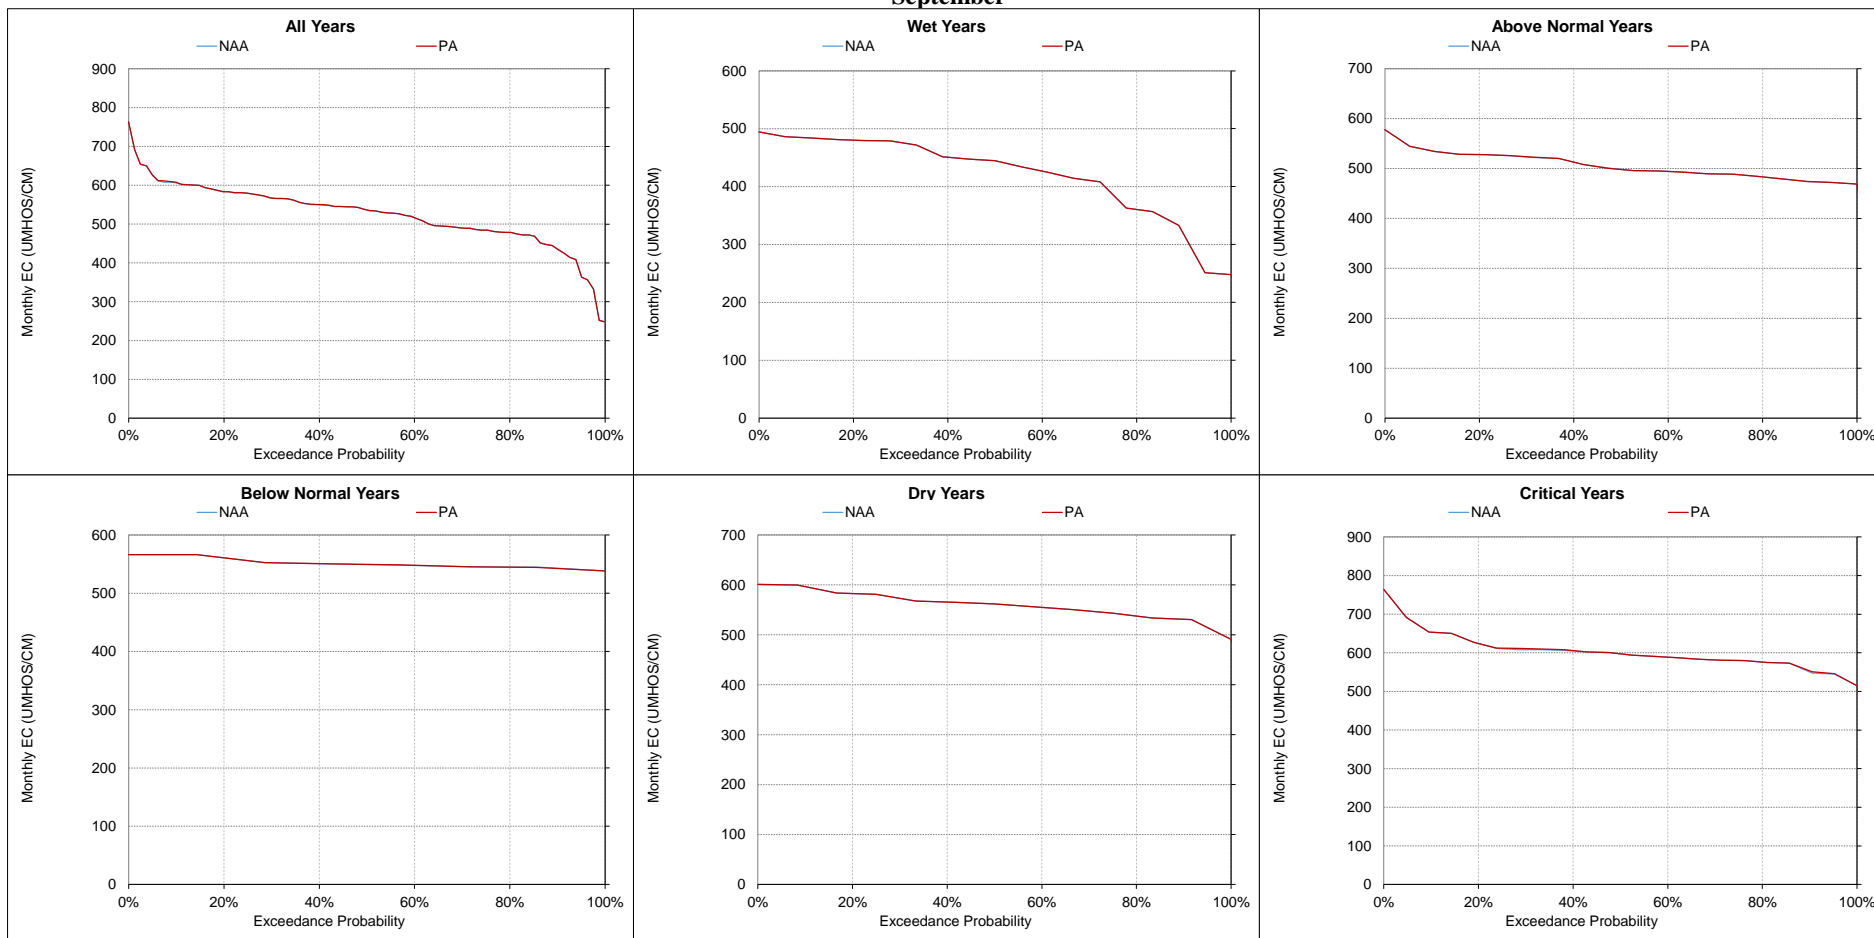 September
All Years
NAA PA
900
800
700
600
500
400
300
200
100
0
0% 20% 40% 60% 80% 100%
Monthly EC (UMHOS/CM)
Exceedance Probability
Wet Years
NAA PA
600
500
400
300
200
100
0
0% 20% 40% 60% 80% 100%
Monthly EC (UMHOS/CM)
Exceedance Probability
Above Normal Years
NAA PA
700
600
500
400
300
200
100
0
0% 20% 40% 60% 80% 100%
Monthly EC (UMHOS/CM)
Exceedance Probability
Below Normal Years
NAA PA
600
500
400
300
200
100
0
0% 20% 40% 60% 80% 100%
Monthly EC (UMHOS/CM)
Exceedance Probability
Dry Years
NAA PA
700
600
500
400
300
200
100
0
0% 20% 40% 60% 80% 100%
Monthly EC (UMHOS/CM)
Exceedance Probability
Critical Years
NAA PA
900
800
700
600
500
400
300
200
100
0
0% 20% 40% 60% 80% 100%
Monthly EC (UMHOS/CM)
Exceedance Probability